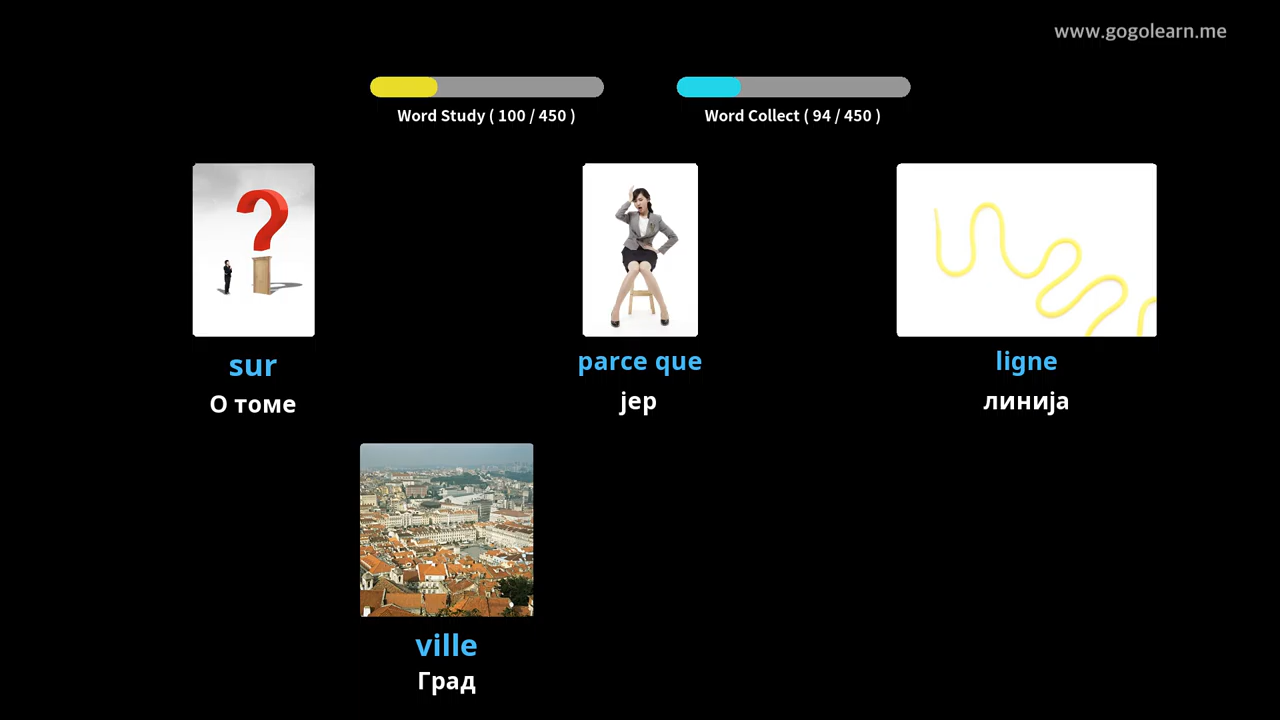 www.gogolearn.me
Word Study ( 100 / 450 )
Word Collect ( 94 / 450 )
sur
parce que
ligne
О томе
јер
линија
ville
Град